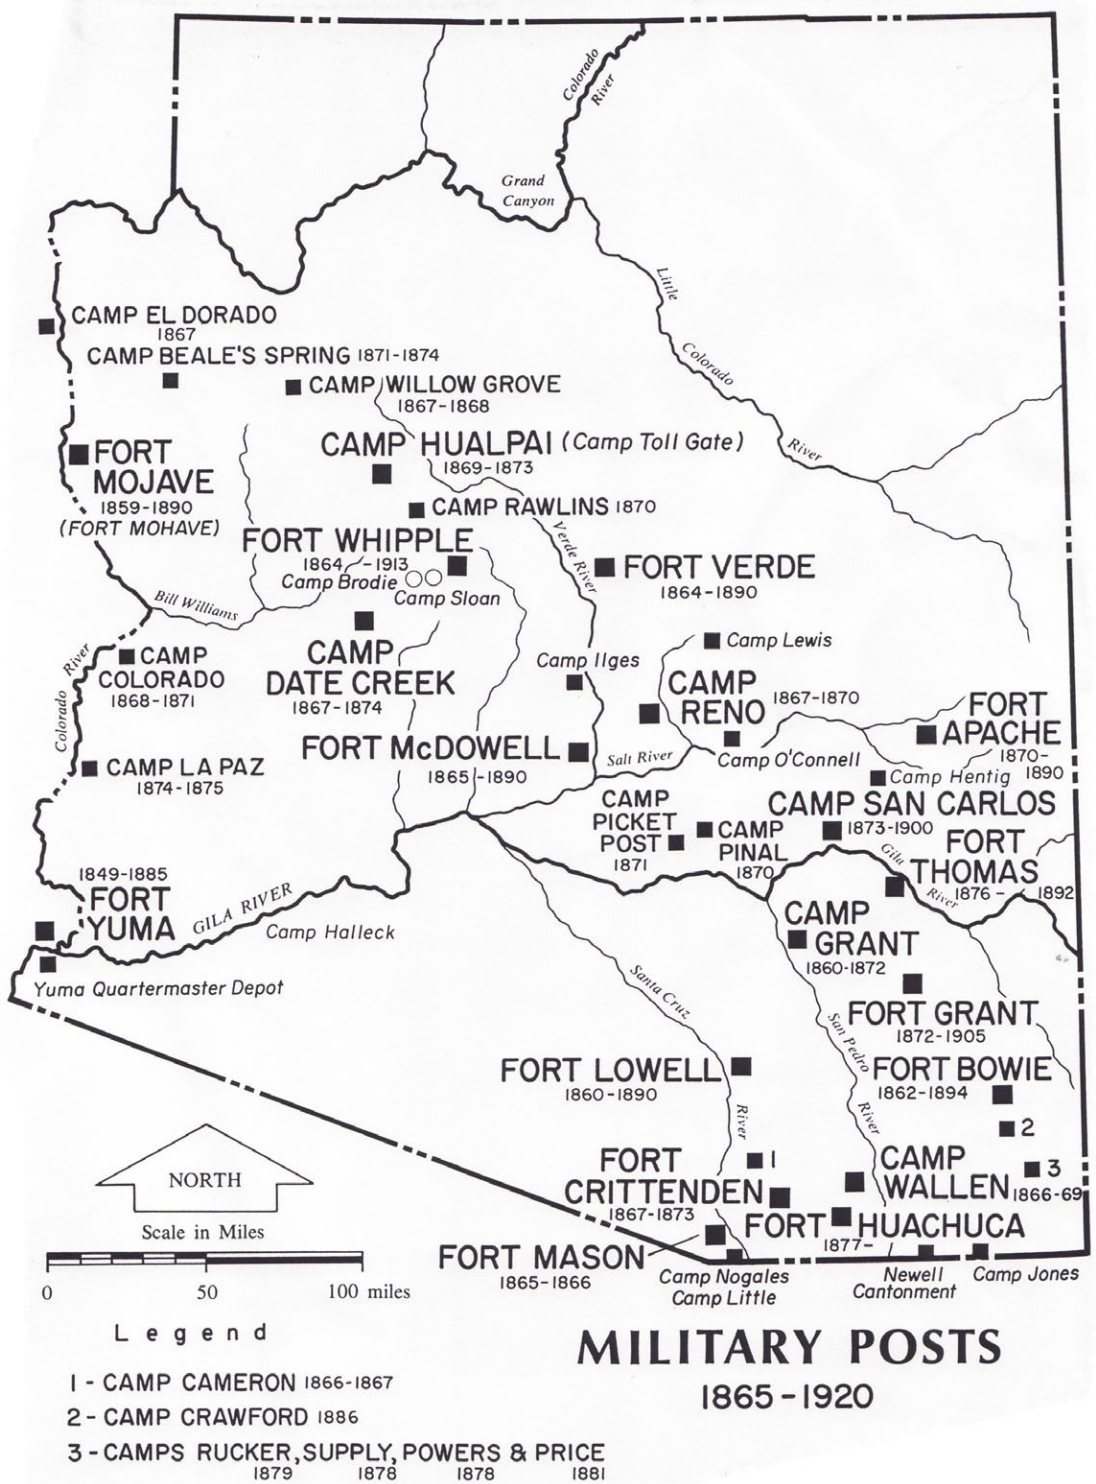 Colorado
River
Grand
Canyon
Little
Colorado
River
CAMP EL DORADO
1867
CAMP BEALE'S SPRING 1871-1874
CAMP WILLOW GROVE
1867-1868
CAMP HUALPAI (Camp Toll Gate)
1869-1873
FORT
MOJAVE
1859-1890
(FORT MOHAVE)
CAMP RAWLINS 1870
FORT WHIPPLE
1864-1913
Camp Brodie
Camp Sloan
Verde River
FORT VERDE
1864-1890
Bill Williams
Colorado River
CAMP
COLORADO
1868-1871
CAMP
DATE CREEK
1867-1874
Camp Ilges
Camp Lewis
CAMP
RENO
1867-1870
FORT
APACHE
1870-
1890
FORT McDOWELL
1865-1890
Salt River
Camp O'Connell
Camp Hentig
CAMP LA PAZ
1874-1875
CAMP
PICKET
POST
1871
CAMP
PINAL
1870
CAMP SAN CARLOS
1873-1900
Gila
River
FORT
THOMAS
1876-1892
1849-1885
FORT
YUMA
GILA RIVER
Camp Halleck
Yuma Quartermaster Depot
CAMP
GRANT
1860-1872
FORT GRANT
1872-1905
Santa Cruz
River
San Pedro
River
FORT LOWELL
1860-1890
FORT BOWIE
1862-1894
2
1
3
CAMP
WALLEN 1866-69
FORT
CRITTENDEN
1867-1873
FORT HUACHUCA
1877-
FORT MASON
1865-1866
Camp Nogales
Camp Little
Newell
Cantonment
Camp Jones
NORTH
Scale in Miles
0 50 100 miles
Legend
1 - CAMP CAMERON 1866-1867
2 - CAMP CRAWFORD 1886
3 - CAMPS RUCKER, SUPPLY, POWERS & PRICE
1879 1878 1878 1881
MILITARY POSTS
1865-1920